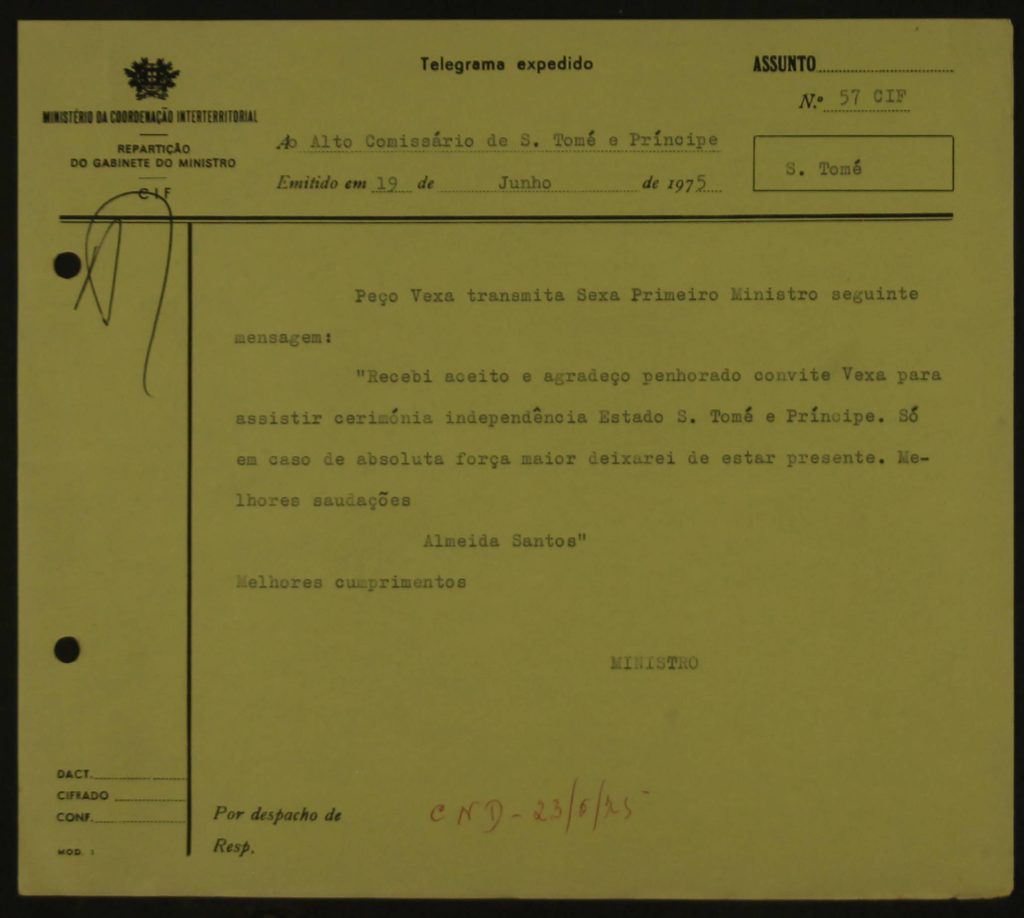 Telegrama expedido
ASSUNTO
N.º 57 CIF
MINISTÉRIO DA COORDENAÇÃO INTERTERRITORIAL
REPARTIÇÃO
DO GABINETE DO MINISTRO
CIF
Ao Alto Comissário de S. Tomé e Príncipe
Emitido em 19 de Junho de 1975
S. Tomé
Peço Vexa transmita Sexa Primeiro Ministro seguinte
mensagem:
"Recebi aceito e agradeço penhorado convite Vexa para
assistir cerimónia independência Estado S. Tomé e Príncipe. Só
em caso de absoluta força maior deixarei de estar presente. Me-
lhores saudações
Almeida Santos"
Melhores cumprimentos
MINISTRO
DACT.
CIFRADO
CONF.
MOD. 1
Por despacho de
CND - 23/6/75
Resp.